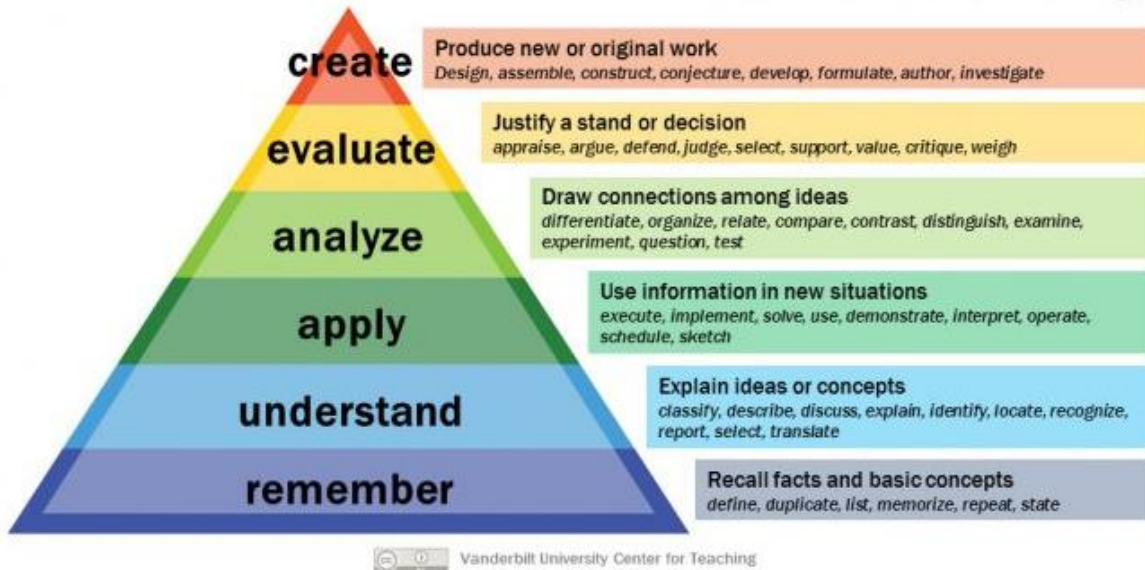 create
Produce new or original work
Design, assemble, construct, conjecture, develop, formulate, author, investigate
evaluate
Justify a stand or decision
appraise, argue, defend, judge, select, support, value, critique, weigh
analyze
Draw connections among ideas
differentiate, organize, relate, compare, contrast, distinguish, examine,
experiment, question, test
apply
Use information in new situations
execute, implement, solve, use, demonstrate, interpret, operate,
schedule, sketch
understand
Explain ideas or concepts
classify, describe, discuss, explain, identify, locate, recognize,
report, select, translate
remember
Recall facts and basic concepts
define, duplicate, list, memorize, repeat, state
Vanderbilt University Center for Teaching